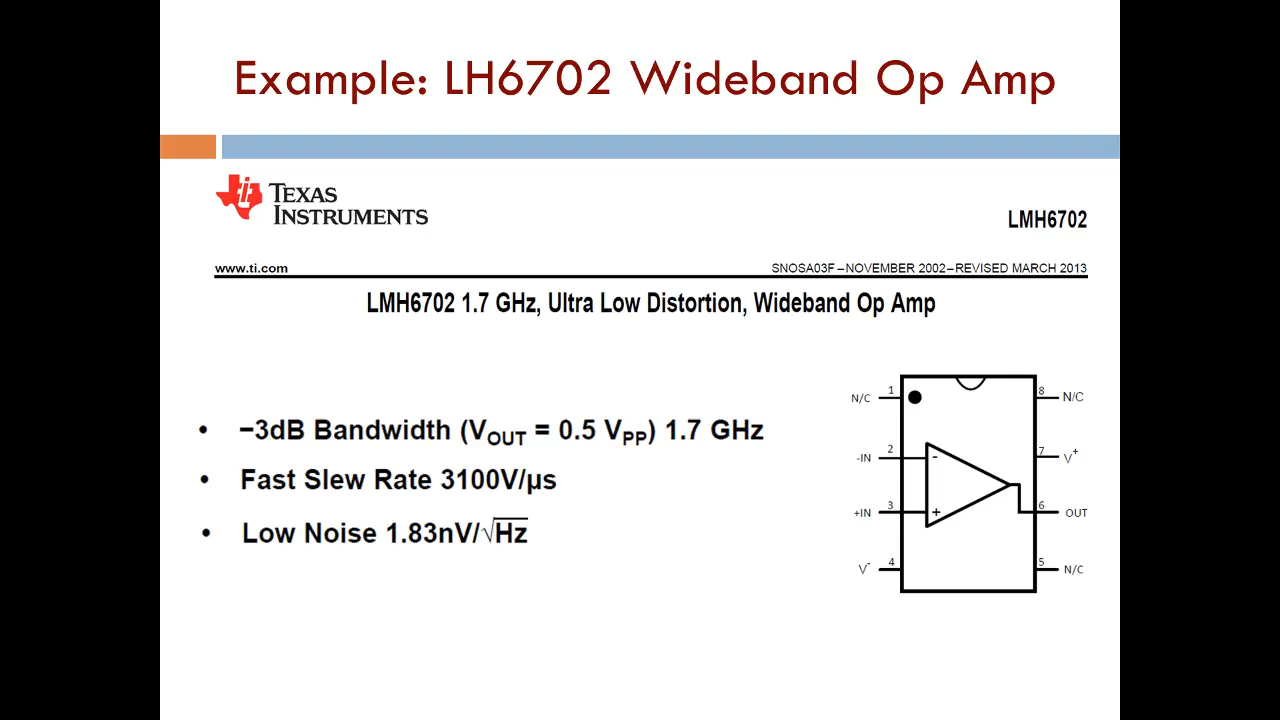 Example: LH6702 Wideband Op Amp
TEXAS
INSTRUMENTS
LMH6702
www.ti.com
SNOSA03F –NOVEMBER 2002–REVISED MARCH 2013
LMH6702 1.7 GHz, Ultra Low Distortion, Wideband Op Amp
• −3dB Bandwidth (VOUT = 0.5 VPP) 1.7 GHz
• Fast Slew Rate 3100V/µs
• Low Noise 1.83nV/√Hz
N/C 1 8 N/C
-IN 2 - 7 V+
+IN 3 + 6 OUT
V- 4 5 N/C